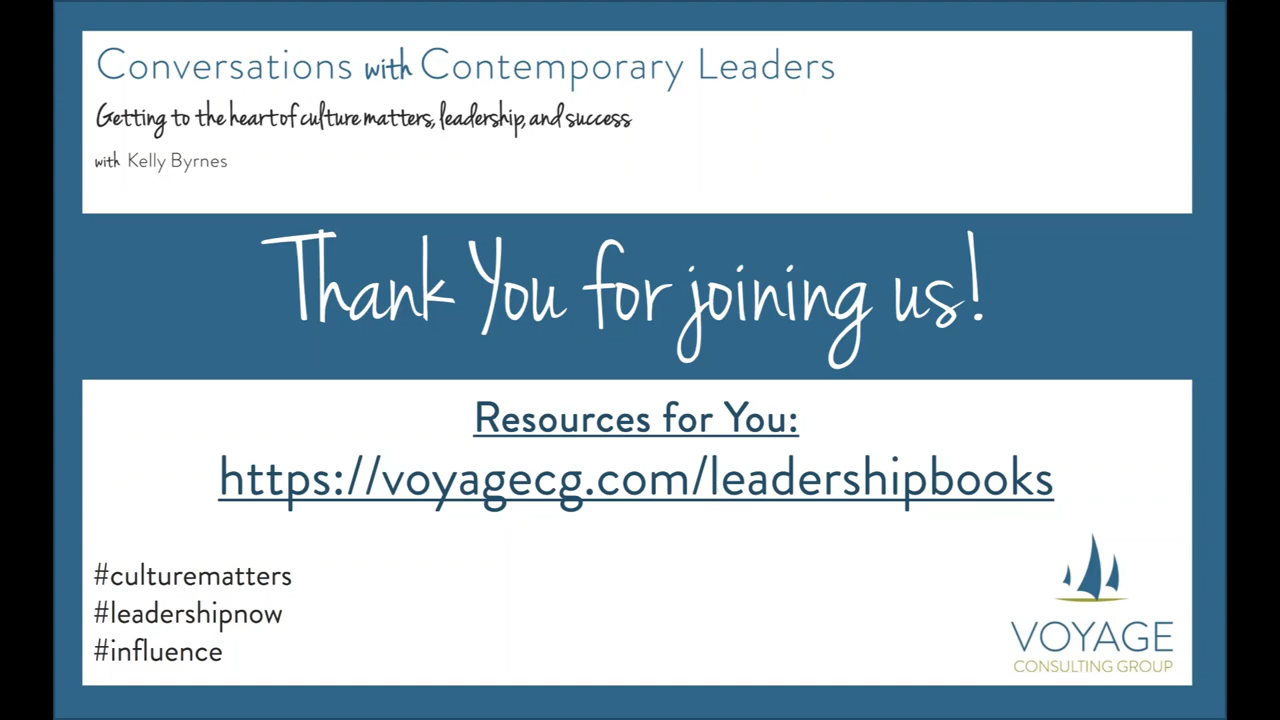 Conversations with Contemporary Leaders
Getting to the heart of culture matters, leadership, and success
with Kelly Byrnes
Thank You for joining us!
Resources for You:
https://voyagecg.com/leadershipbooks
#culturematters
#leadershipnow
#influence
VOYAGE
CONSULTING GROUP